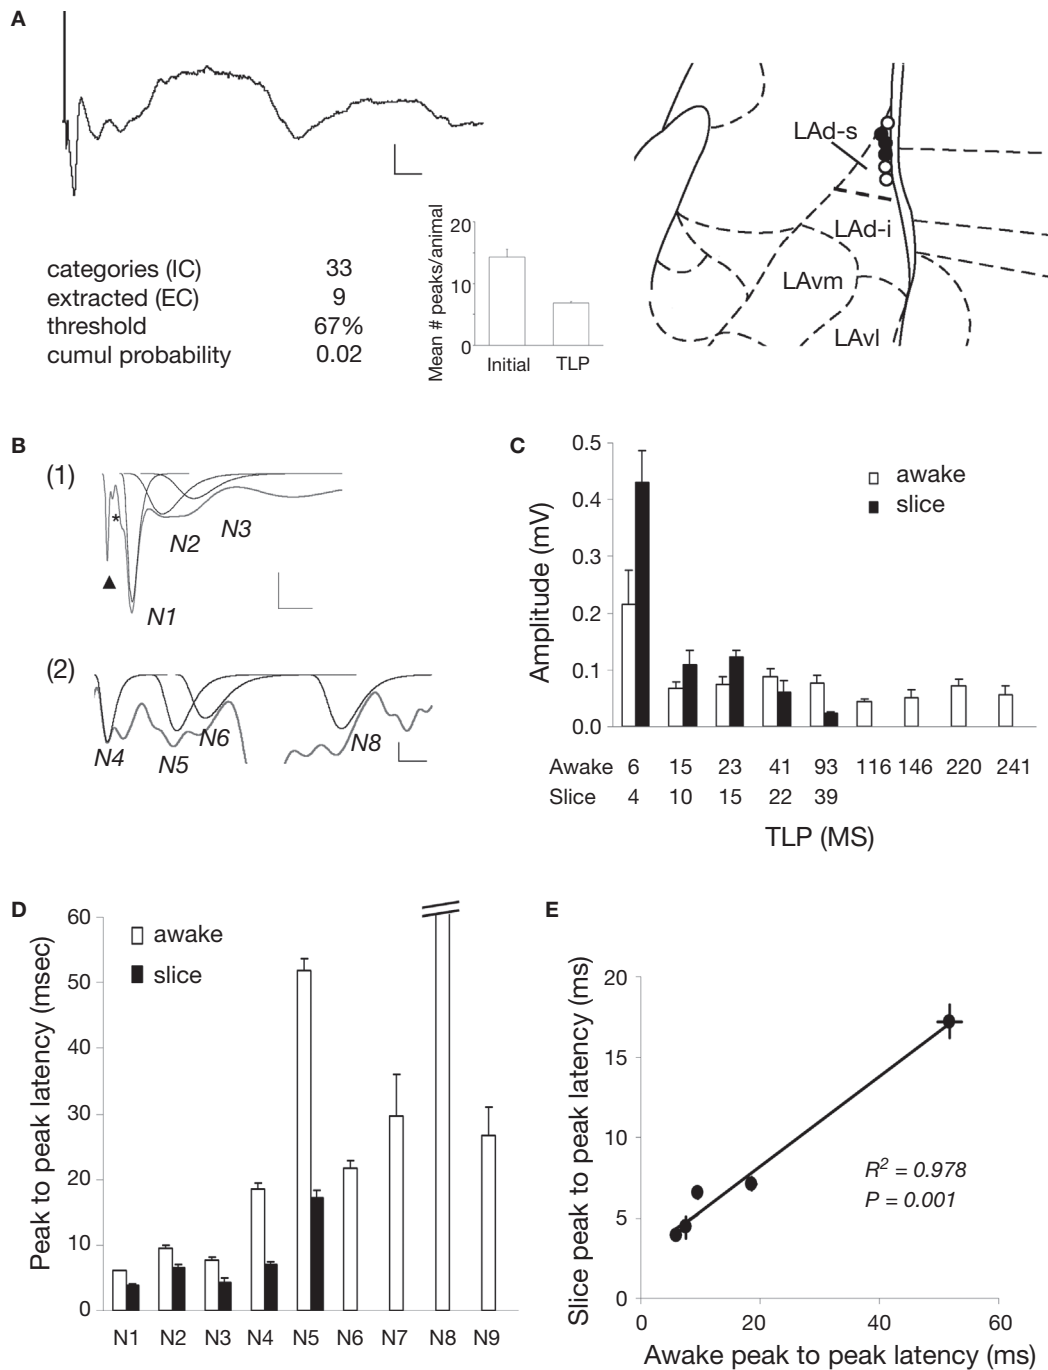 A
categories (IC) 33
extracted (EC) 9
threshold 67%
cumul probability 0.02
Mean # peaks/animal
20
10
0
Initial TLP
LAd-s
LAd-i
LAvm
LAvl
B
(1)
*
N2
N3
N1
(2)
N4
N5
N6
N8
C
Amplitude (mV)
0.5
0.4
0.3
0.2
0.1
0.0
awake
slice
Awake 6 15 23 41 93 116 146 220 241
Slice 4 10 15 22 39
TLP (MS)
D
Peak to peak latency (msec)
60
50
40
30
20
10
0
awake
slice
N1 N2 N3 N4 N5 N6 N7 N8 N9
E
Slice peak to peak latency (ms)
20
15
10
5
0
R² = 0.978
P = 0.001
0 20 40 60
Awake peak to peak latency (ms)